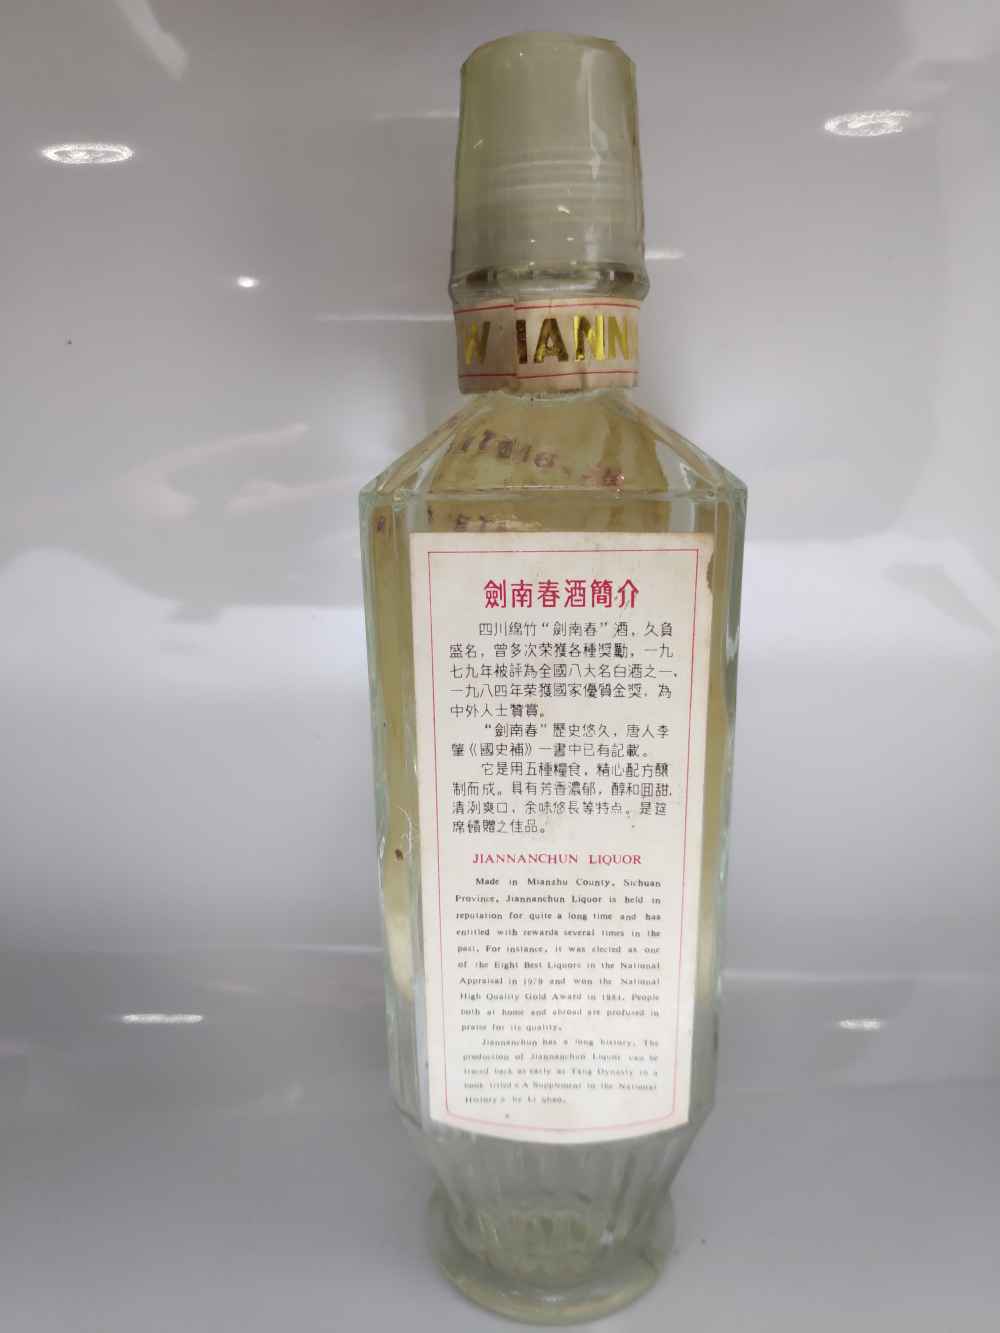 W IANN
劍南春酒簡介
四川綿竹“劍南春”酒，久負
盛名，曾多次荣獲各種獎勵，一九
七九年被評為全國八大名白酒之一，
一九八四年荣獲國家優質金獎，為
中外人士贊賞。
“劍南春”歷史悠久，唐人李
肇《國史補》一書中已有記載。
它是用五種糧食，精心配方釀
制而成。具有芳香濃郁，醇和回甜，
清洌爽口，余味悠長等特点。是筵
席饋贈之佳品。
JIANNANCHUN LIQUOR
Made in Mianzhu County, Sichuan
Province, Jiannanchun Liquor is held in
reputation for quite a long time and has
entitled with rewards several times in the
past. For instance, it was elected as one
of the Eight Best Liquors in the National
Appraisal in 1979 and won the National
High Quality Gold Award in 1984. People
both at home and abroad are profused in
praise for its quality.
Jiannanchun has a long history. The
production of Jiannanchun Liquor can be
traced back as early as Tang Dynasty in a
book titled « A Supplement to the National
History » by Li